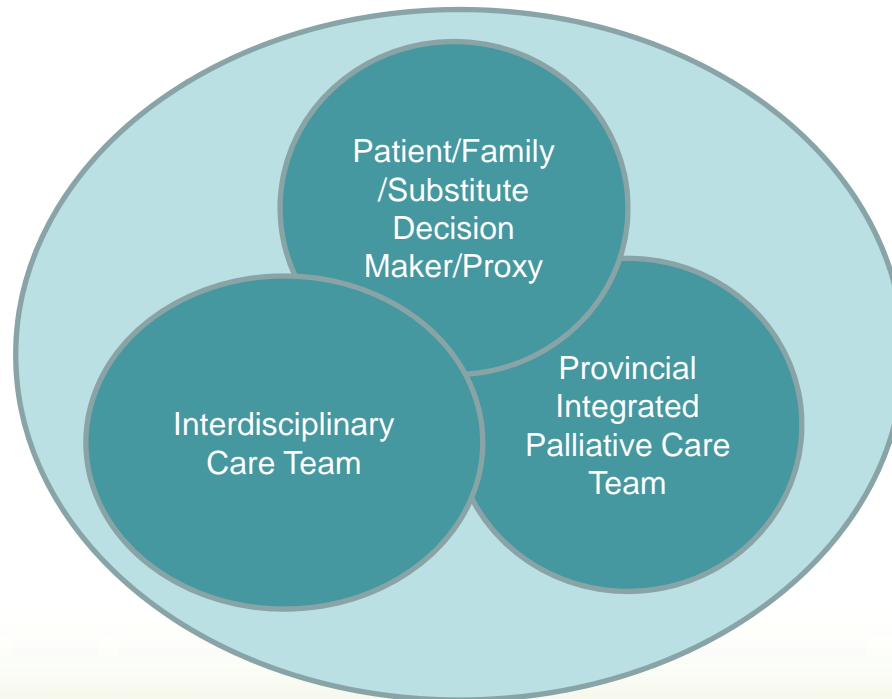 Patient/Family
/Substitute
Decision
Maker/Proxy
Interdisciplinary
Care Team
Provincial
Integrated
Palliative Care
Team